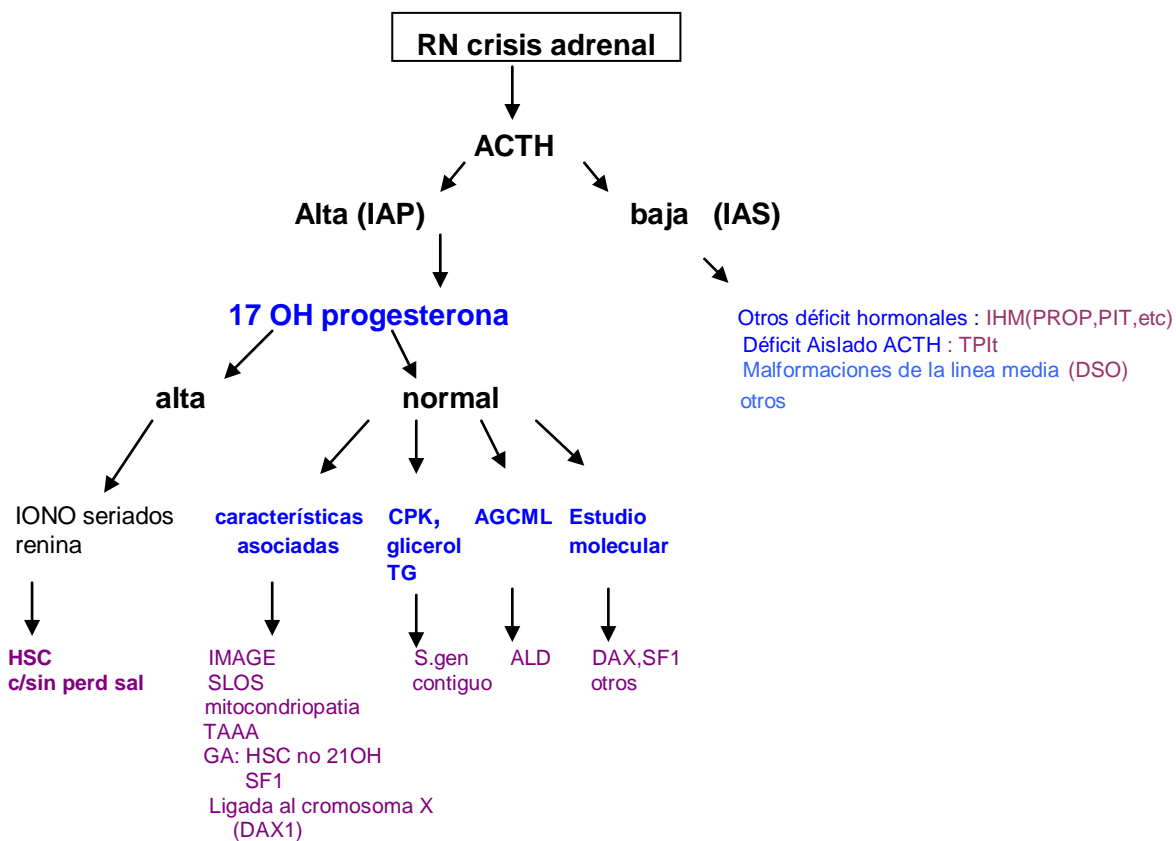 RN crisis adrenal
ACTH
Alta (IAP)
baja (IAS)
17 OH progesterona
Otros déficit hormonales : IHM(PROP,PIT,etc)
Déficit Aislado ACTH : TPIt
Malformaciones de la linea media (DSO)
otros
alta
normal
IONO seriados
renina
características
asociadas
CPK,
glicerol
TG
AGCML
Estudio
molecular
HSC
c/sin perd sal
IMAGE
SLOS
mitocondriopatia
TAAA
GA: HSC no 21OH
SF1
Ligada al cromosoma X
(DAX1)
S.gen
contiguo
ALD
DAX,SF1
otros